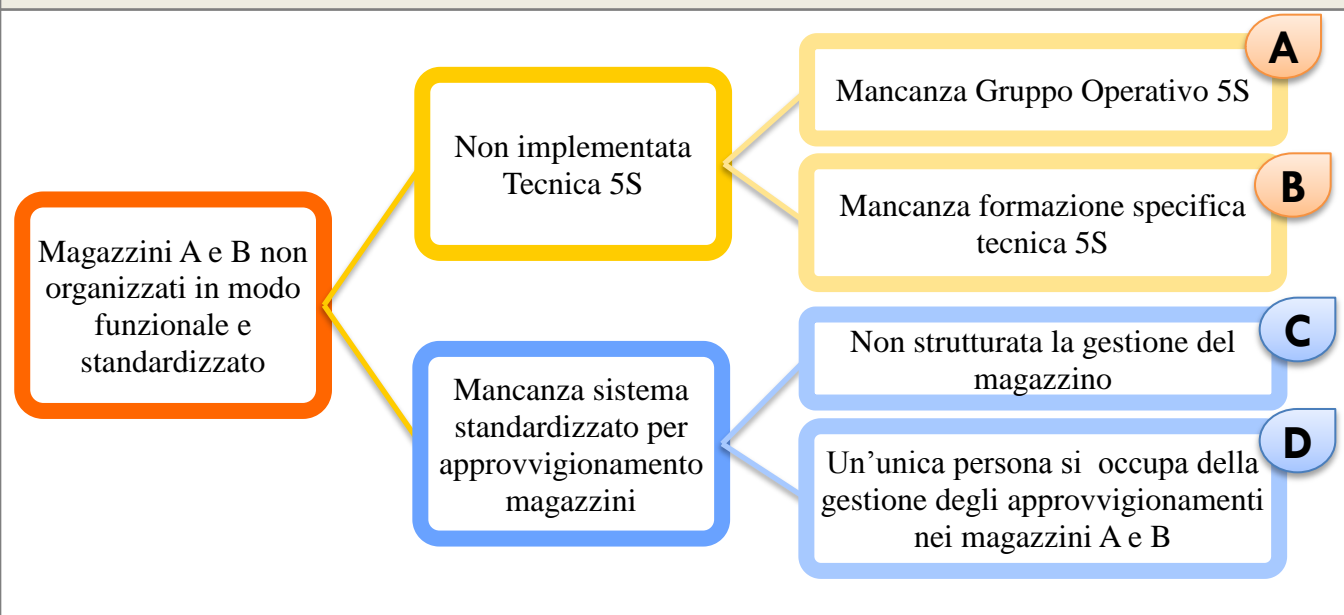 Magazzini A e B non
organizzati in modo
funzionale e
standardizzato
Non implementata
Tecnica 5S
A
Mancanza Gruppo Operativo 5S
B
Mancanza formazione specifica
tecnica 5S
Mancanza sistema
standardizzato per
approvvigionamento
magazzini
C
Non strutturata la gestione del
magazzino
D
Un’unica persona si occupa della
gestione degli approvvigionamenti
nei magazzini A e B